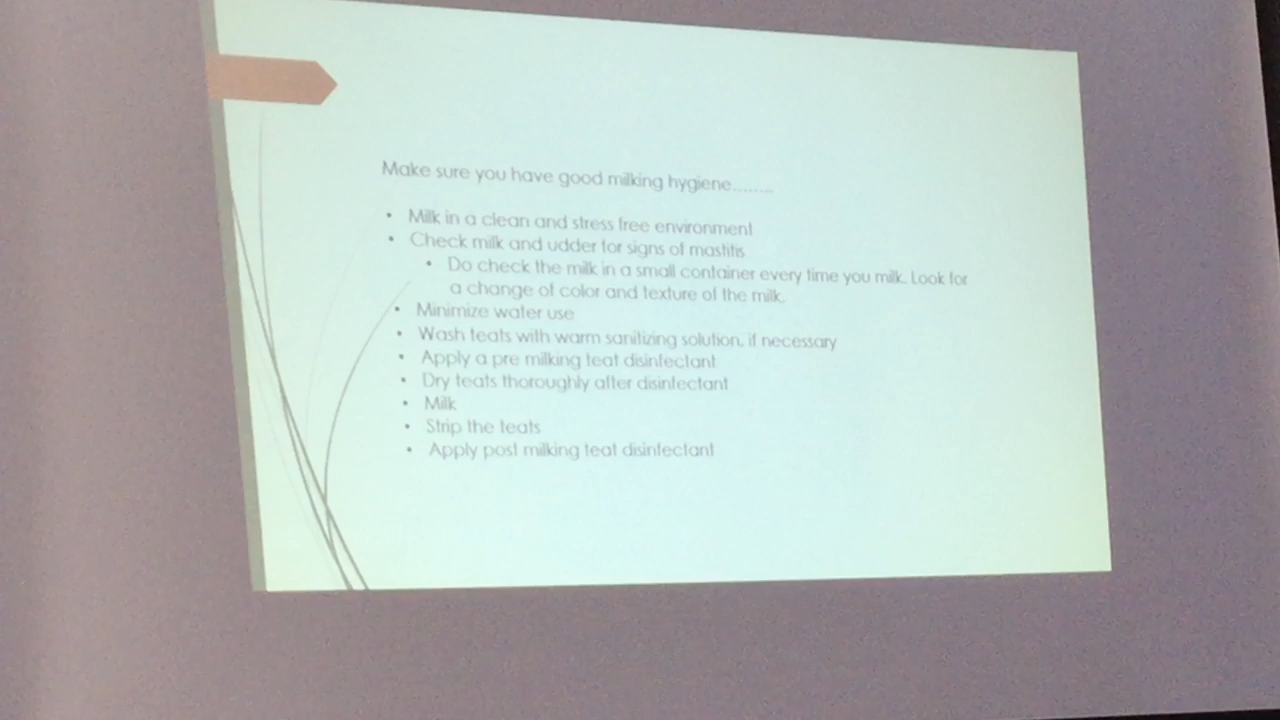 Make sure you have good milking hygiene........
• Milk in a clean and stress free environment
• Check milk and udder for signs of mastitis
• Do check the milk in a small container every time you milk. Look for
a change of color and texture of the milk.
• Minimize water use
• Wash teats with warm sanitizing solution, if necessary
• Apply a pre milking teat disinfectant
• Dry teats thoroughly after disinfectant
• Milk
• Strip the teats
• Apply post milking teat disinfectant